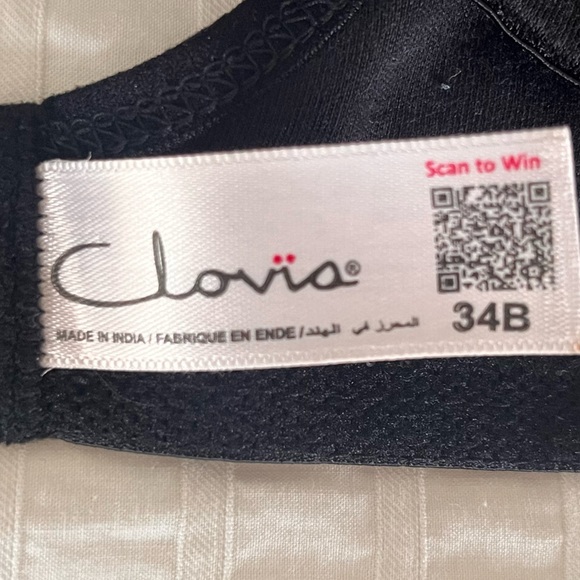 Scan to Win
Clovia®
34B
MADE IN INDIA / FABRIQUE EN ENDE / المحرز في الهند